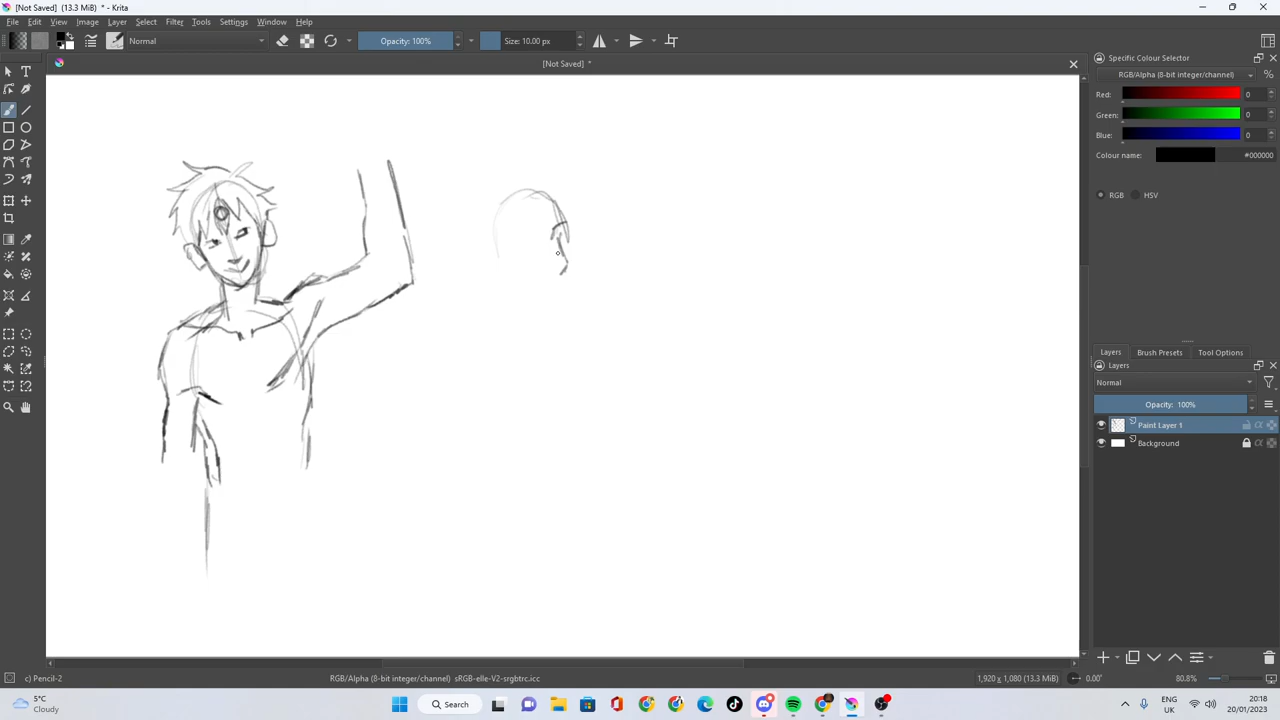 [Not Saved] (13.3 MiB) * - Krita
File Edit View Image Layer Select Filter Tools Settings Window Help
Normal Opacity: 100% Size: 10.00 px
[Not Saved] *
Specific Colour Selector
RGB/Alpha (8-bit integer/channel) %
Red: 0
Green: 0
Blue: 0
Colour name: #000000
RGB HSV
Layers Brush Presets Tool Options
Layers
Normal
Opacity: 100%
Paint Layer 1
Background
c) Pencil-2 RGB/Alpha (8-bit integer/channel) sRGB-elle-V2-srgbtrc.icc 1,920 x 1,080 (13.3 MiB) 0.00° 80.8%
5°C
Cloudy
Search
ENG
UK
20:18
20/01/2023